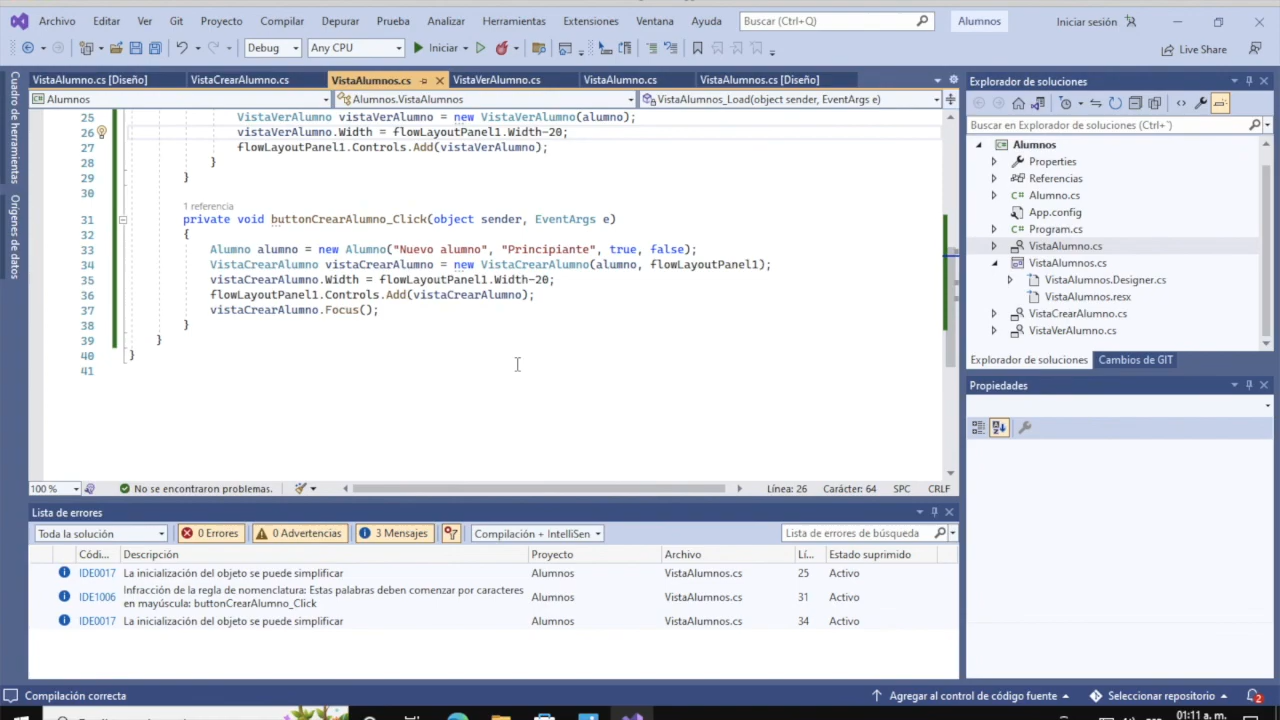 Archivo Editar Ver Git Proyecto Compilar Depurar Prueba Analizar Herramientas Extensiones Ventana Ayuda Buscar (Ctrl+Q) Alumnos Iniciar sesión
Debug Any CPU Iniciar Live Share
Cuadro de herramientas
Orígenes de datos
VistaAlumno.cs [Diseño] VistaCrearAlumno.cs VistaAlumnos.cs VistaVerAlumno.cs VistaAlumno.cs VistaAlumnos.cs [Diseño]
Alumnos Alumnos.VistaAlumnos VistaAlumnos_Load(object sender, EventArgs e)
25 VistaVerAlumno vistaVerAlumno = new VistaVerAlumno(alumno);
26 vistaVerAlumno.Width = flowLayoutPanel1.Width-20;
27 flowLayoutPanel1.Controls.Add(vistaVerAlumno);
28 }
29 }
30
1 referencia
31 private void buttonCrearAlumno_Click(object sender, EventArgs e)
32 {
33 Alumno alumno = new Alumno("Nuevo alumno", "Principiante", true, false);
34 VistaCrearAlumno vistaCrearAlumno = new VistaCrearAlumno(alumno, flowLayoutPanel1);
35 vistaCrearAlumno.Width = flowLayoutPanel1.Width-20;
36 flowLayoutPanel1.Controls.Add(vistaCrearAlumno);
37 vistaCrearAlumno.Focus();
38 }
39 }
40 }
41
100 % No se encontraron problemas. Línea: 26 Carácter: 64 SPC CRLF
Explorador de soluciones
Buscar en Explorador de soluciones (Ctrl+´)
Alumnos
Properties
Referencias
C# Alumno.cs
App.config
C# Program.cs
VistaAlumno.cs
VistaAlumnos.cs
VistaAlumnos.Designer.cs
VistaAlumnos.resx
VistaCrearAlumno.cs
VistaVerAlumno.cs
Explorador de soluciones Cambios de GIT
Propiedades
Lista de errores
Toda la solución 0 Errores 0 Advertencias 3 Mensajes Compilación + IntelliSen Lista de errores de búsqueda
Códi... Descripción Proyecto Archivo Lí... Estado suprimido
IDE0017 La inicialización del objeto se puede simplificar Alumnos VistaAlumnos.cs 25 Activo
IDE1006 Infracción de la regla de nomenclatura: Estas palabras deben comenzar por caracteres en mayúscula: buttonCrearAlumno_Click Alumnos VistaAlumnos.cs 31 Activo
IDE0017 La inicialización del objeto se puede simplificar Alumnos VistaAlumnos.cs 34 Activo
Compilación correcta Agregar al control de código fuente Seleccionar repositorio 2
01:11 a. m.